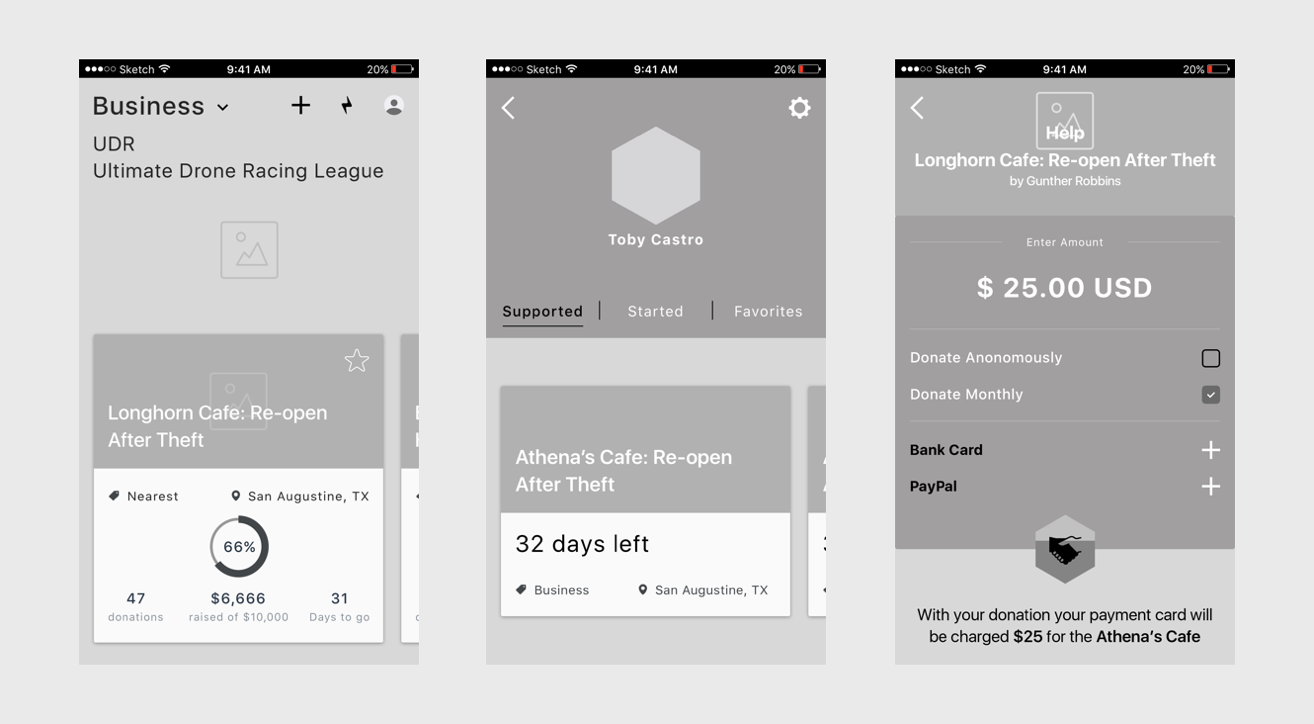 Sketch 9:41 AM 20%
Business
UDR
Ultimate Drone Racing League
Longhorn Cafe: Re-open
After Theft
Nearest San Augustine, TX
66%
47 $6,666 31
donations raised of $10,000 Days to go
Sketch 9:41 AM 20%
Toby Castro
Supported | Started | Favorites
Athena’s Cafe: Re-open
After Theft
32 days left
Business San Augustine, TX
Sketch 9:41 AM 20%
Help
Longhorn Cafe: Re-open After Theft
by Gunther Robbins
Enter Amount
$ 25.00 USD
Donate Anonomously
Donate Monthly
Bank Card
PayPal
With your donation your payment card will
be charged $25 for the Athena’s Cafe